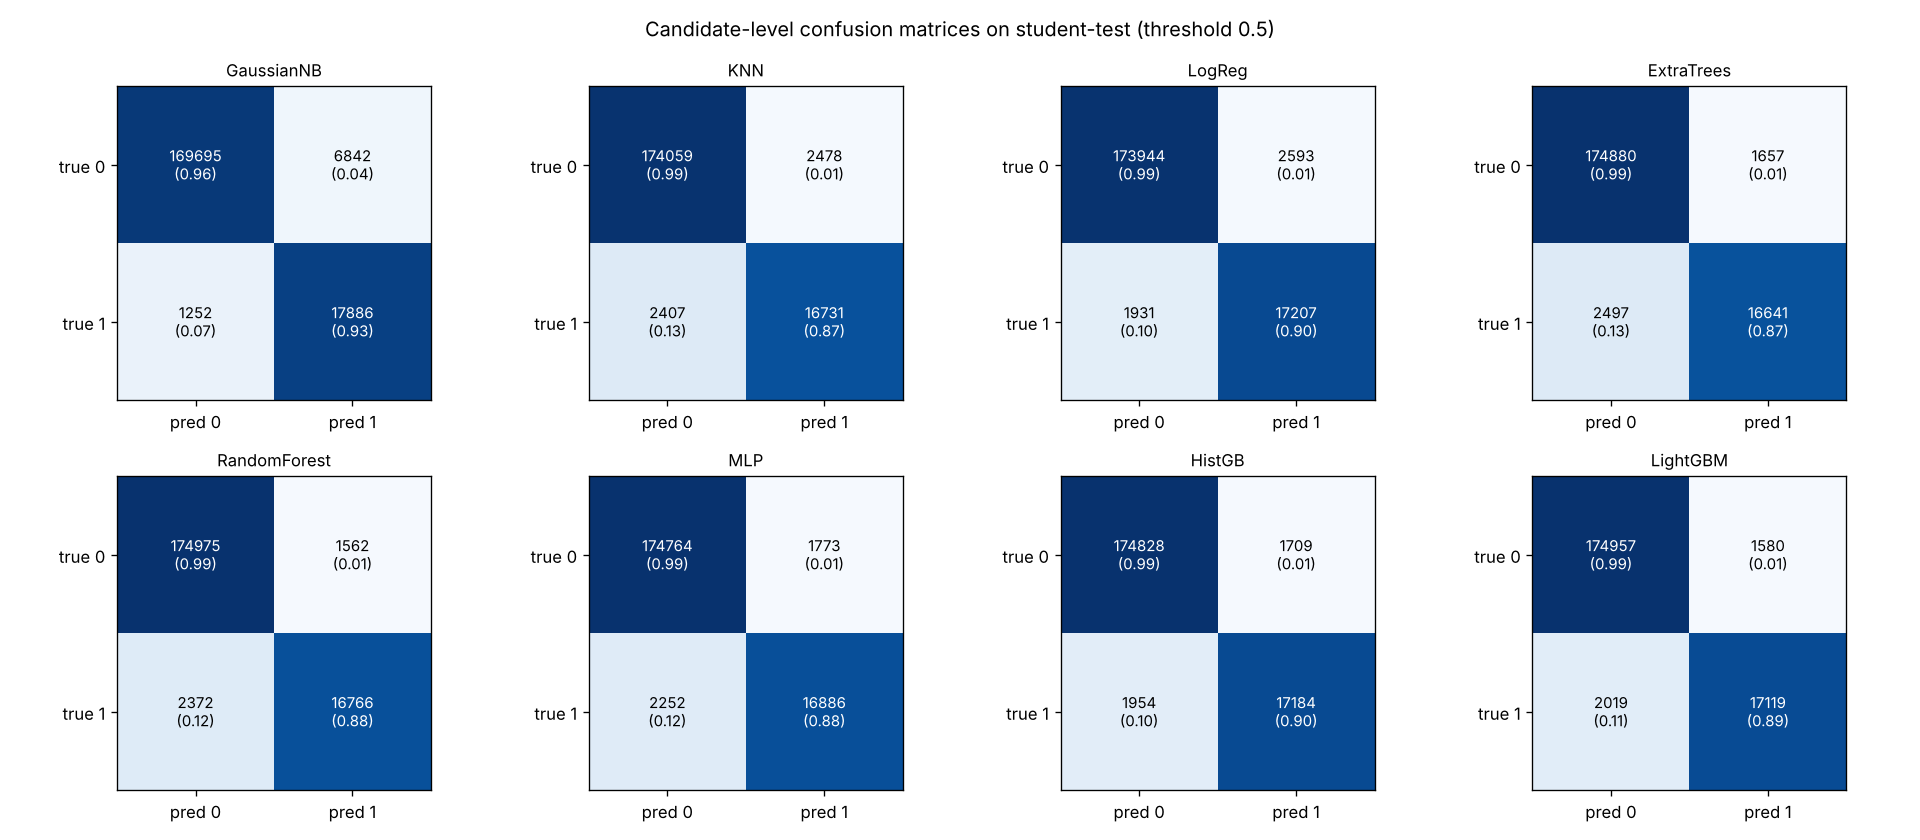 Candidate-level confusion matrices on student-test (threshold 0.5)
GaussianNB
true 0
169695
(0.96)
6842
(0.04)
true 1
1252
(0.07)
17886
(0.93)
pred 0
pred 1
KNN
true 0
174059
(0.99)
2478
(0.01)
true 1
2407
(0.13)
16731
(0.87)
pred 0
pred 1
LogReg
true 0
173944
(0.99)
2593
(0.01)
true 1
1931
(0.10)
17207
(0.90)
pred 0
pred 1
ExtraTrees
true 0
174880
(0.99)
1657
(0.01)
true 1
2497
(0.13)
16641
(0.87)
pred 0
pred 1
RandomForest
true 0
174975
(0.99)
1562
(0.01)
true 1
2372
(0.12)
16766
(0.88)
pred 0
pred 1
MLP
true 0
174764
(0.99)
1773
(0.01)
true 1
2252
(0.12)
16886
(0.88)
pred 0
pred 1
HistGB
true 0
174828
(0.99)
1709
(0.01)
true 1
1954
(0.10)
17184
(0.90)
pred 0
pred 1
LightGBM
true 0
174957
(0.99)
1580
(0.01)
true 1
2019
(0.11)
17119
(0.89)
pred 0
pred 1